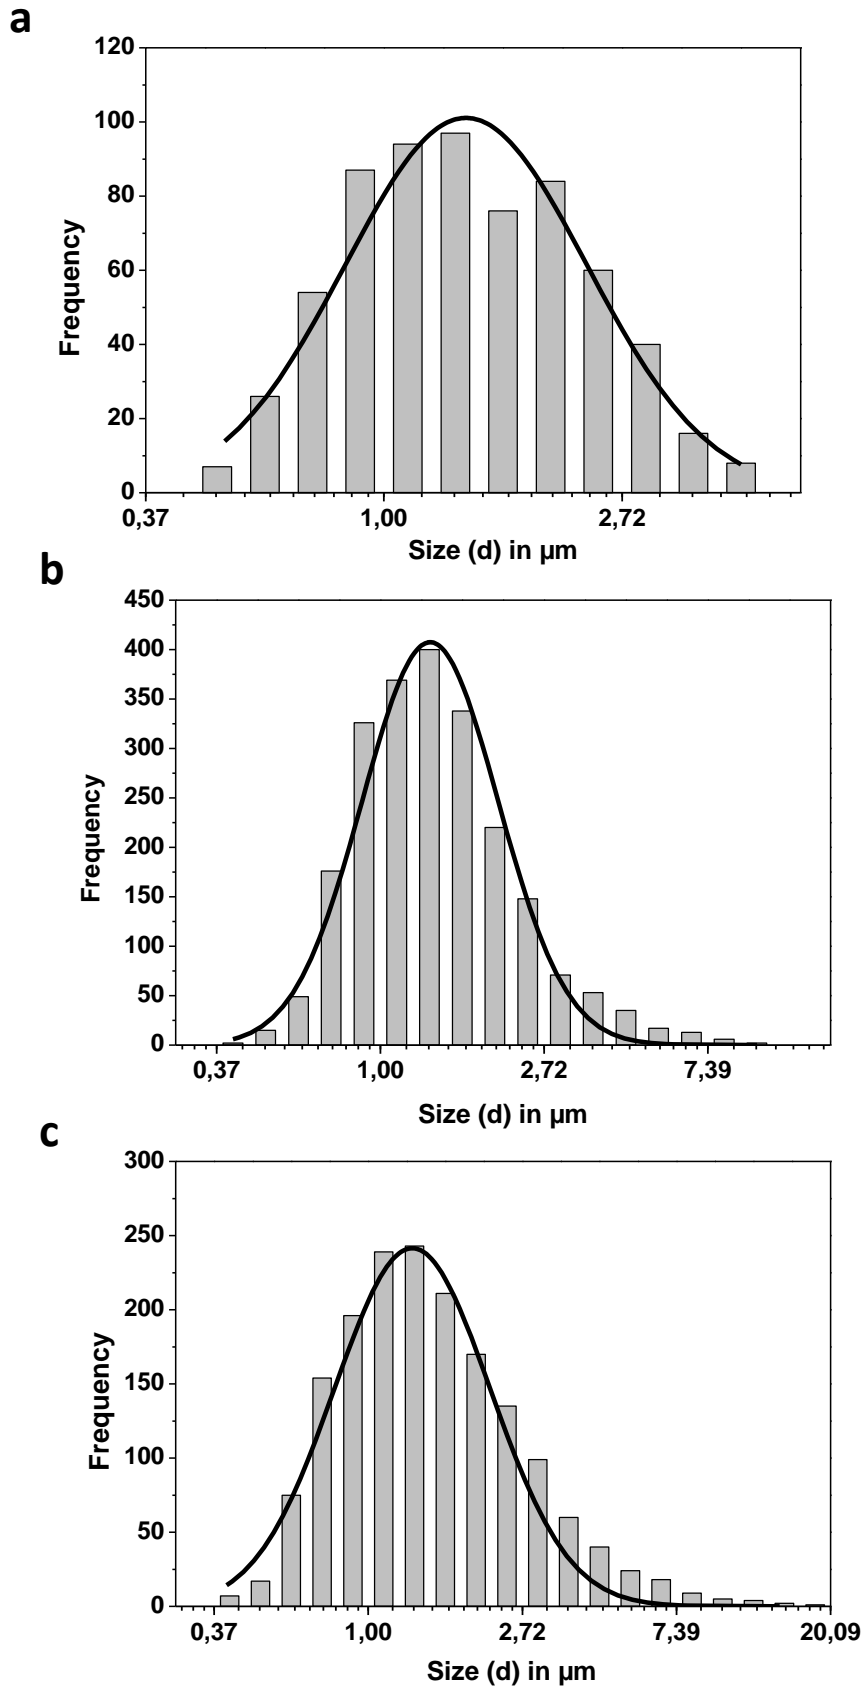 a
120
100
80
60
40
20
0
Frequency
0,37 1,00 2,72
Size (d) in µm
b
450
400
350
300
250
200
150
100
50
0
Frequency
0,37 1,00 2,72 7,39
Size (d) in µm
c
300
250
200
150
100
50
0
Frequency
0,37 1,00 2,72 7,39 20,09
Size (d) in µm